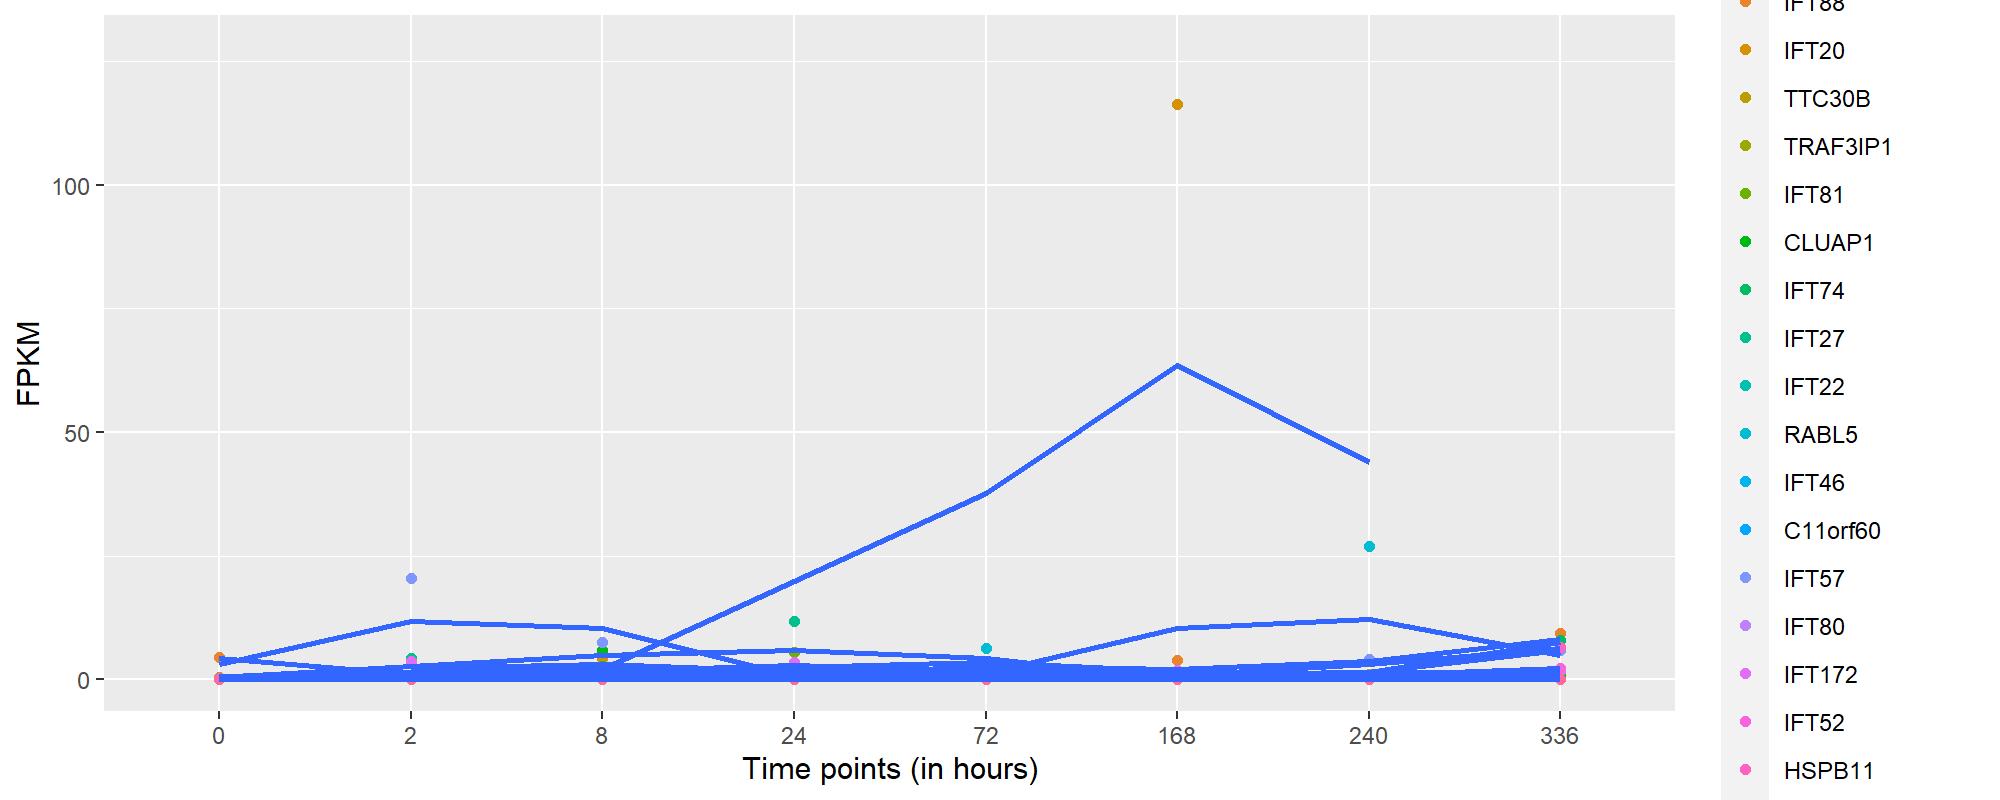 IFT88
IFT20
TTC30B
TRAF3IP1
IFT81
CLUAP1
IFT74
IFT27
IFT22
RABL5
IFT46
C11orf60
IFT57
IFT80
IFT172
IFT52
HSPB11
FPKM
100
50
0
0 2 8 24 72 168 240 336
Time points (in hours)